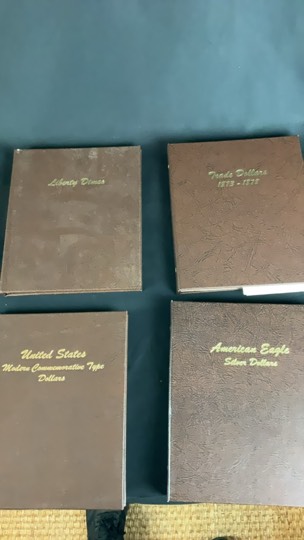 Liberty Dimes
Trade Dollars
1873 - 1878
United States
Modern Commemorative Type
Dollars
American Eagle
Silver Dollars